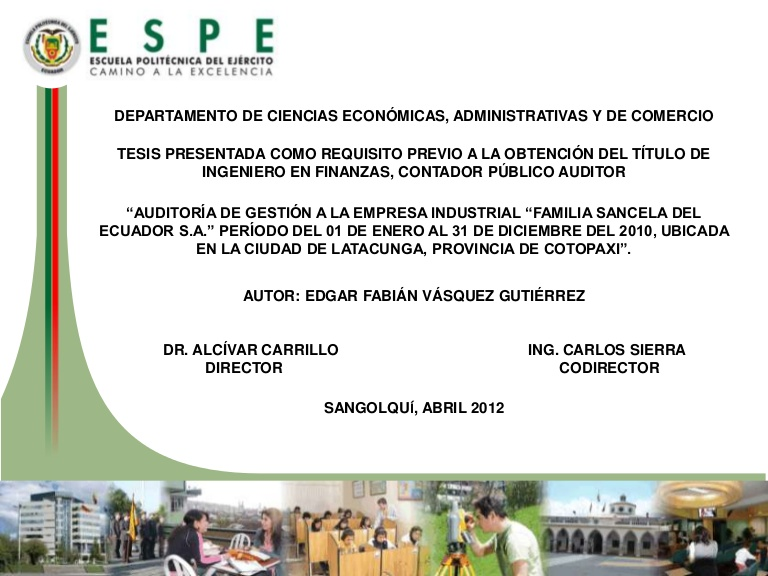 E S P E
ESCUELA POLITÉCNICA DEL EJÉRCITO
CAMINO A LA EXCELENCIA
DEPARTAMENTO DE CIENCIAS ECONÓMICAS, ADMINISTRATIVAS Y DE COMERCIO
TESIS PRESENTADA COMO REQUISITO PREVIO A LA OBTENCIÓN DEL TÍTULO DE
INGENIERO EN FINANZAS, CONTADOR PÚBLICO AUDITOR
“AUDITORÍA DE GESTIÓN A LA EMPRESA INDUSTRIAL “FAMILIA SANCELA DEL
ECUADOR S.A.” PERÍODO DEL 01 DE ENERO AL 31 DE DICIEMBRE DEL 2010, UBICADA
EN LA CIUDAD DE LATACUNGA, PROVINCIA DE COTOPAXI”.
AUTOR: EDGAR FABIÁN VÁSQUEZ GUTIÉRREZ
DR. ALCÍVAR CARRILLO
DIRECTOR
ING. CARLOS SIERRA
CODIRECTOR
SANGOLQUÍ, ABRIL 2012